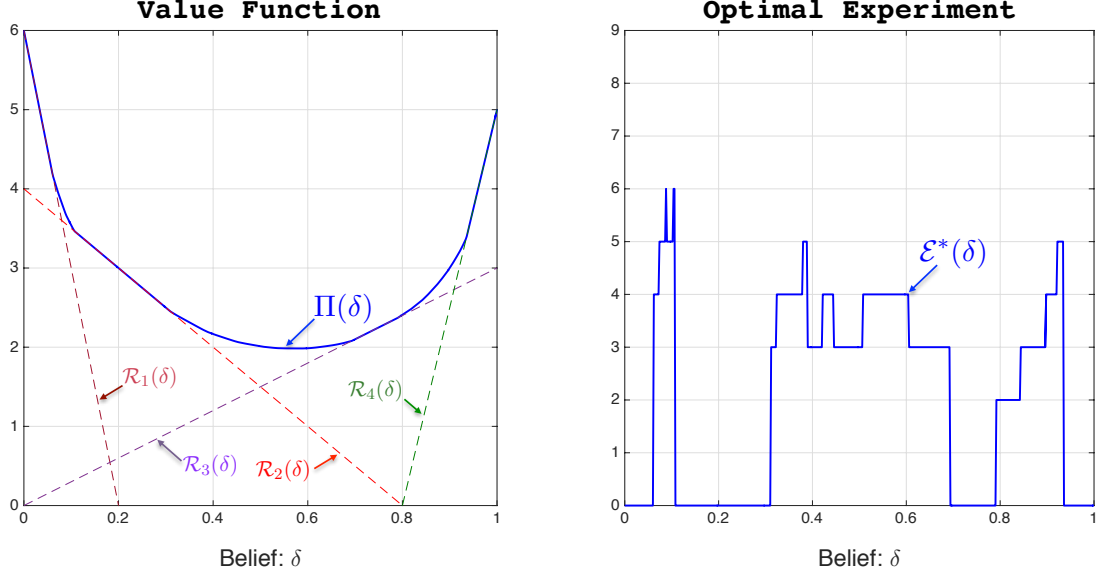 Value Function
6
5
4
3
2
1
0
0
0.2
0.4
0.6
0.8
1
Π(δ)
R₁(δ)
R₄(δ)
R₃(δ)
R₂(δ)
Belief: δ
Optimal Experiment
9
8
7
6
5
4
3
2
1
0
0
0.2
0.4
0.6
0.8
1
ℰ*(δ)
Belief: δ